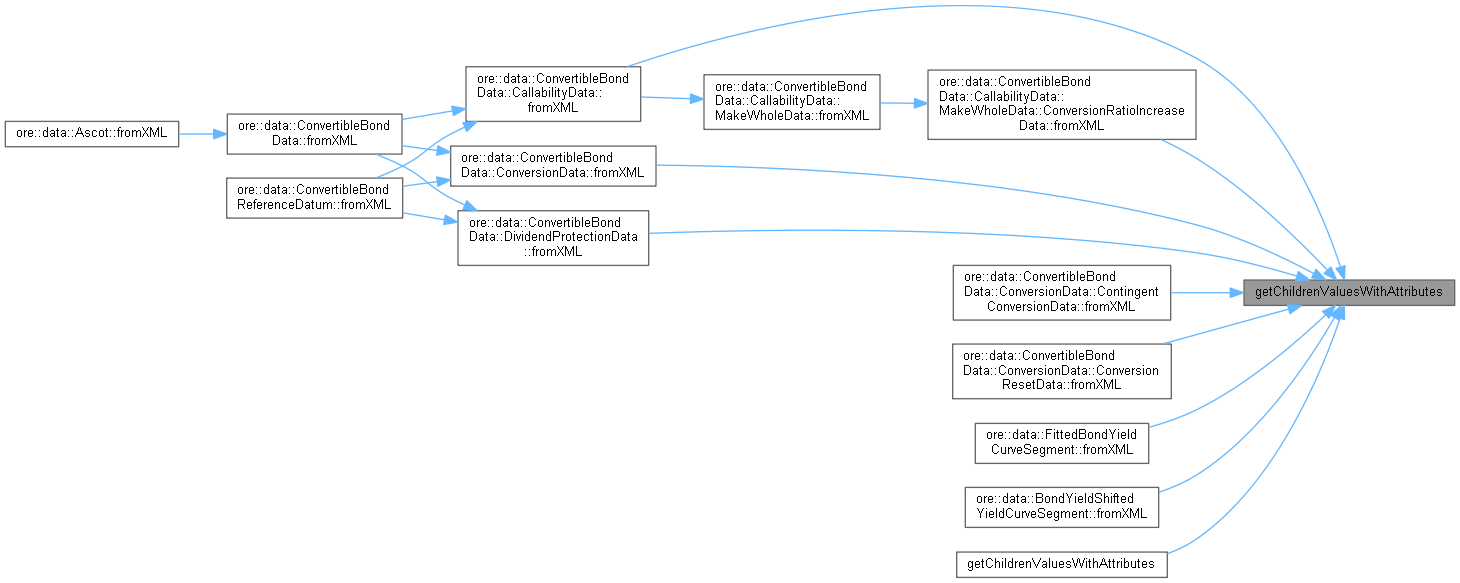 ore::data::Ascot::fromXML
ore::data::ConvertibleBond
Data::fromXML
ore::data::ConvertibleBond
ReferenceDatum::fromXML
ore::data::ConvertibleBond
Data::CallabilityData::
fromXML
ore::data::ConvertibleBond
Data::ConversionData::fromXML
ore::data::ConvertibleBond
Data::DividendProtectionData
::fromXML
ore::data::ConvertibleBond
Data::CallabilityData::
MakeWholeData::fromXML
ore::data::ConvertibleBond
Data::CallabilityData::
MakeWholeData::ConversionRatioIncrease
Data::fromXML
ore::data::ConvertibleBond
Data::ConversionData::Contingent
ConversionData::fromXML
ore::data::ConvertibleBond
Data::ConversionData::Conversion
ResetData::fromXML
ore::data::FittedBondYield
CurveSegment::fromXML
ore::data::BondYieldShifted
YieldCurveSegment::fromXML
getChildrenValuesWithAttributes
getChildrenValuesWithAttributes